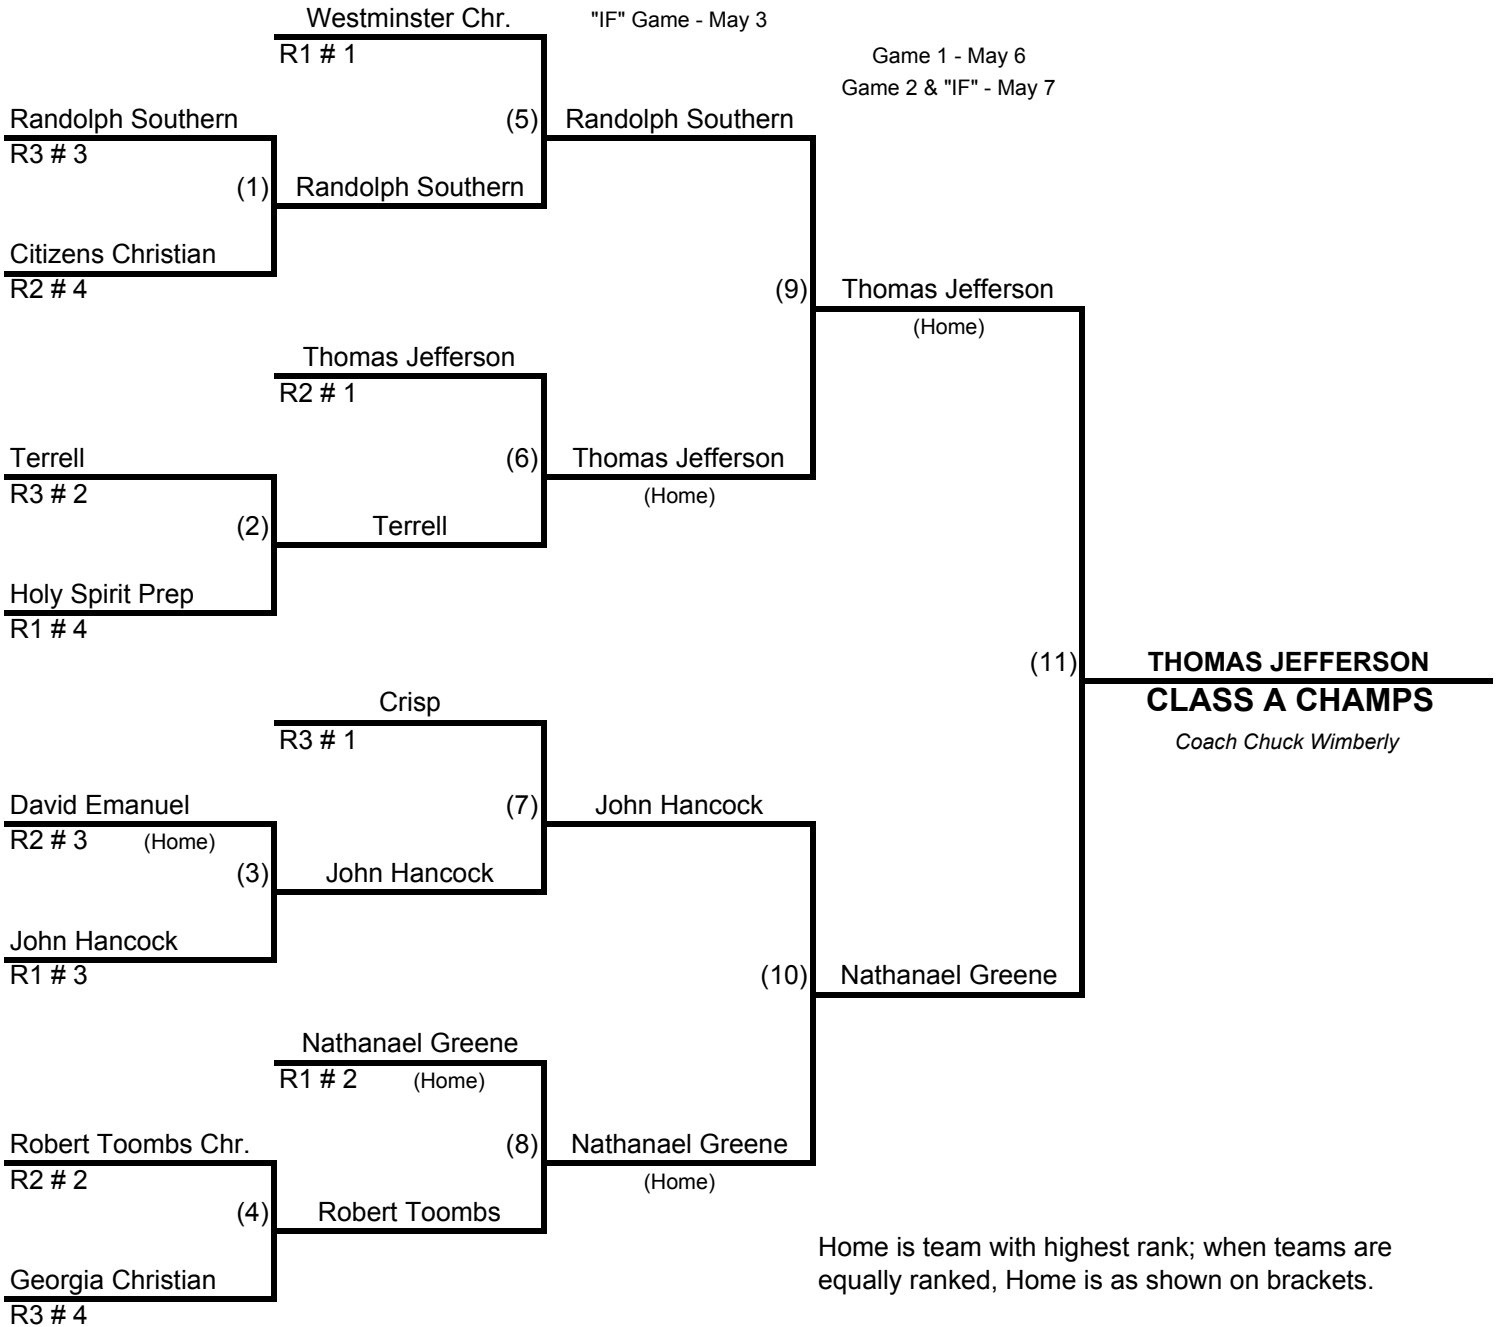 Westminster Chr.
"IF" Game - May 3
R1 # 1
Game 1 - May 6
Game 2 & "IF" - May 7
Randolph Southern
(5)
Randolph Southern
R3 # 3
(1)
Randolph Southern
Citizens Christian
R2 # 4
(9)
Thomas Jefferson
(Home)
Thomas Jefferson
R2 # 1
Terrell
(6)
Thomas Jefferson
R3 # 2
(Home)
(2)
Terrell
Holy Spirit Prep
R1 # 4
(11)
THOMAS JEFFERSON
CLASS A CHAMPS
Coach Chuck Wimberly
Crisp
R3 # 1
David Emanuel
(7)
John Hancock
R2 # 3 (Home)
(3)
John Hancock
John Hancock
R1 # 3
(10)
Nathanael Greene
Nathanael Greene
R1 # 2 (Home)
Robert Toombs Chr.
(8)
Nathanael Greene
R2 # 2
(Home)
(4)
Robert Toombs
Georgia Christian
R3 # 4
Home is team with highest rank; when teams are
equally ranked, Home is as shown on brackets.